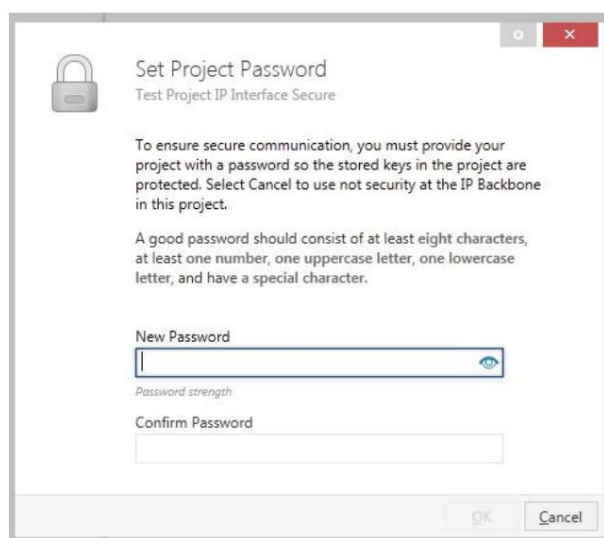 Set Project Password
Test Project IP Interface Secure
To ensure secure communication, you must provide your
project with a password so the stored keys in the project are
protected. Select Cancel to use not security at the IP Backbone
in this project.
A good password should consist of at least eight characters,
at least one number, one uppercase letter, one lowercase
letter, and have a special character.
New Password
Password strength
Confirm Password
OK Cancel